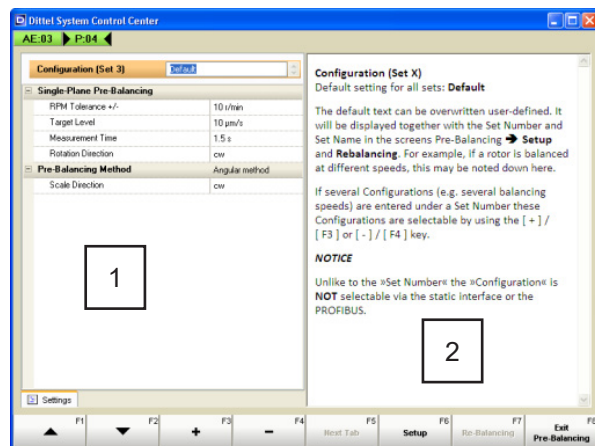 Dittel System Control Center
AE:03 P:04
Configuration (Set 3) Default
Single-Plane Pre-Balancing
RPM Tolerance +/- 10 r/min
Target Level 10 µm/s
Measurement Time 1.5 s
Rotation Direction cw
Pre-Balancing Method Angular method
Scale Direction cw
1
Settings
Configuration (Set X)
Default setting for all sets: Default
The default text can be overwritten user-defined. It
will be displayed together with the Set Number and
Set Name in the screens Pre-Balancing ➔ Setup
and Rebalancing. For example, if a rotor is balanced
at different speeds, this may be noted down here.
If several Configurations (e.g. several balancing
speeds) are entered under a Set Number these
Configurations are selectable by using the [ + ] /
[ F3 ] or [ - ] / [ F4 ] key.
NOTICE
Unlike to the »Set Number« the »Configuration« is
NOT selectable via the static interface or the
PROFIBUS.
2
F1 F2 F3 F4 F5 F6 F7 F8
+ - Next Tab Setup Re-Balancing Exit
Pre-Balancing